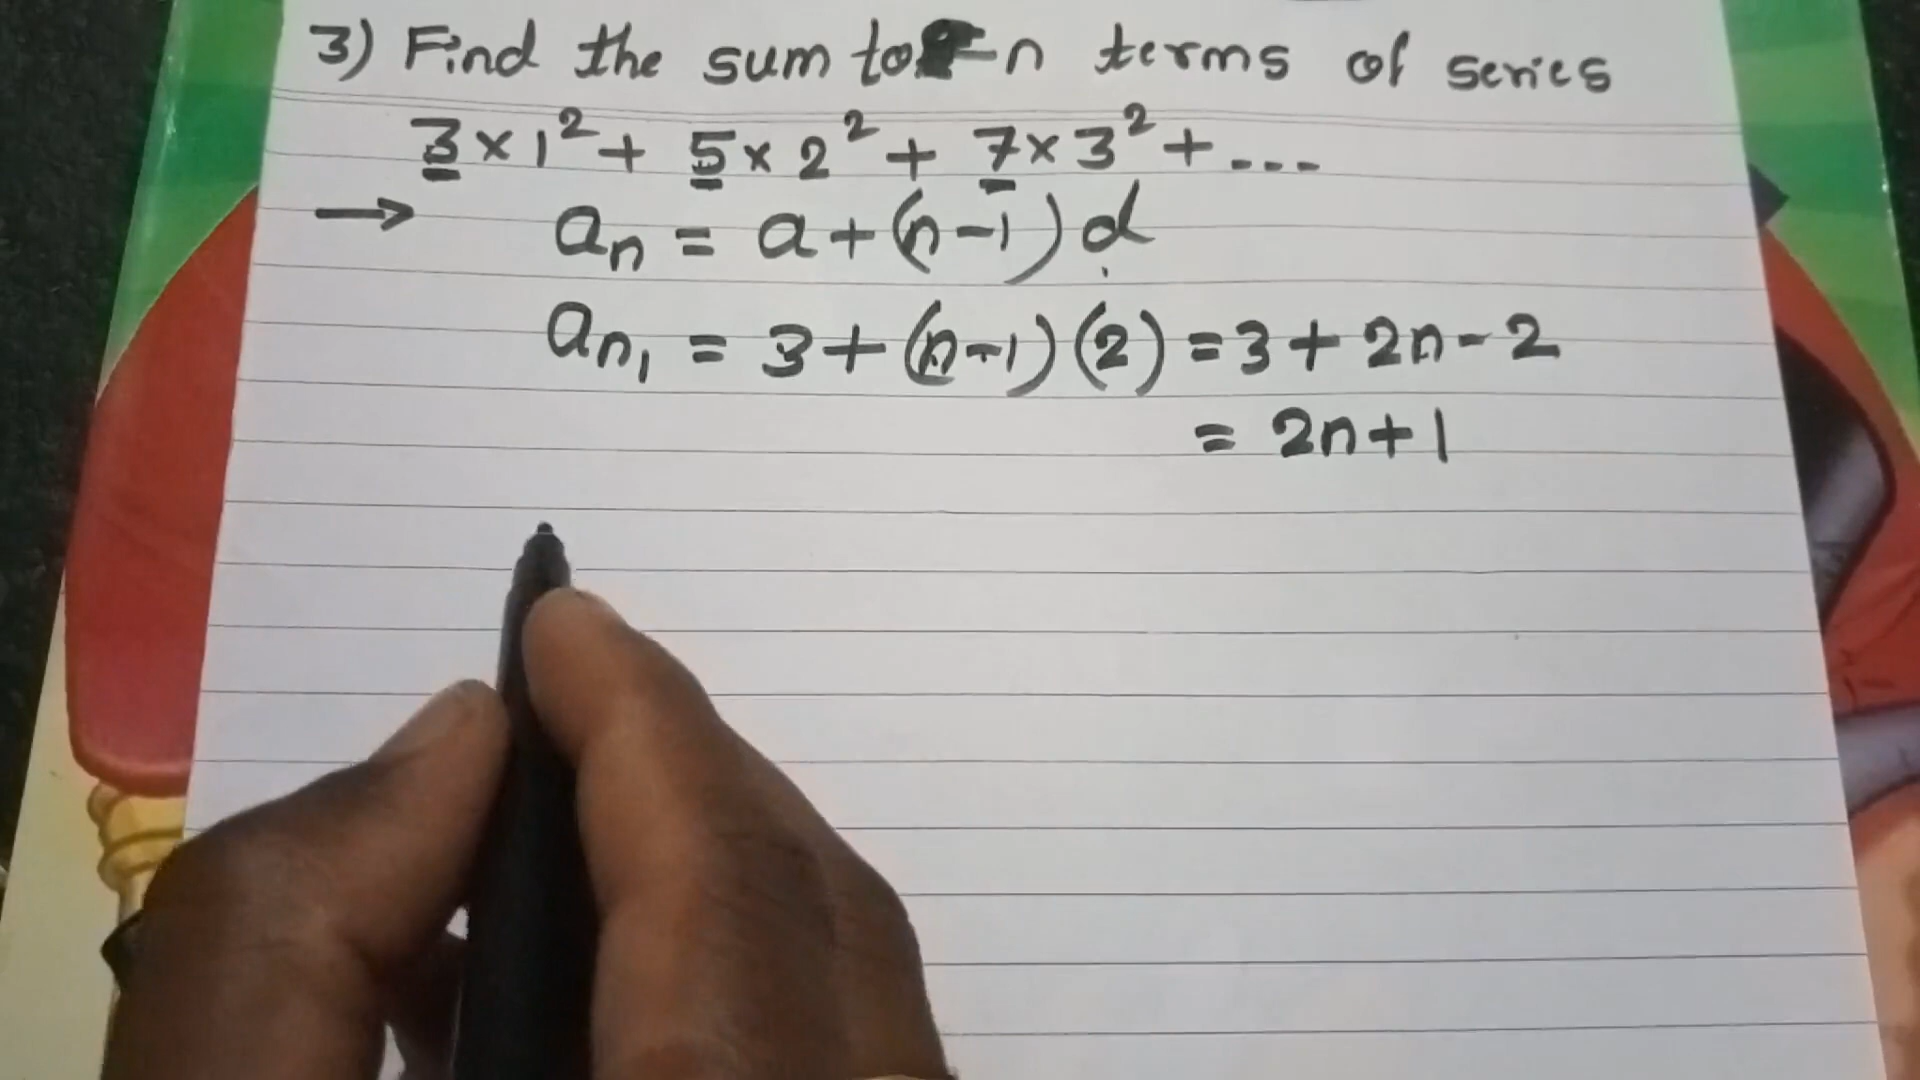 3) Find the sum to n terms of series
3 × 1² + 5 × 2² + 7 × 3² + ...
→ aₙ = a + (n-1) d
aₙ₁ = 3 + (n-1) (2) = 3 + 2n - 2
= 2n + 1